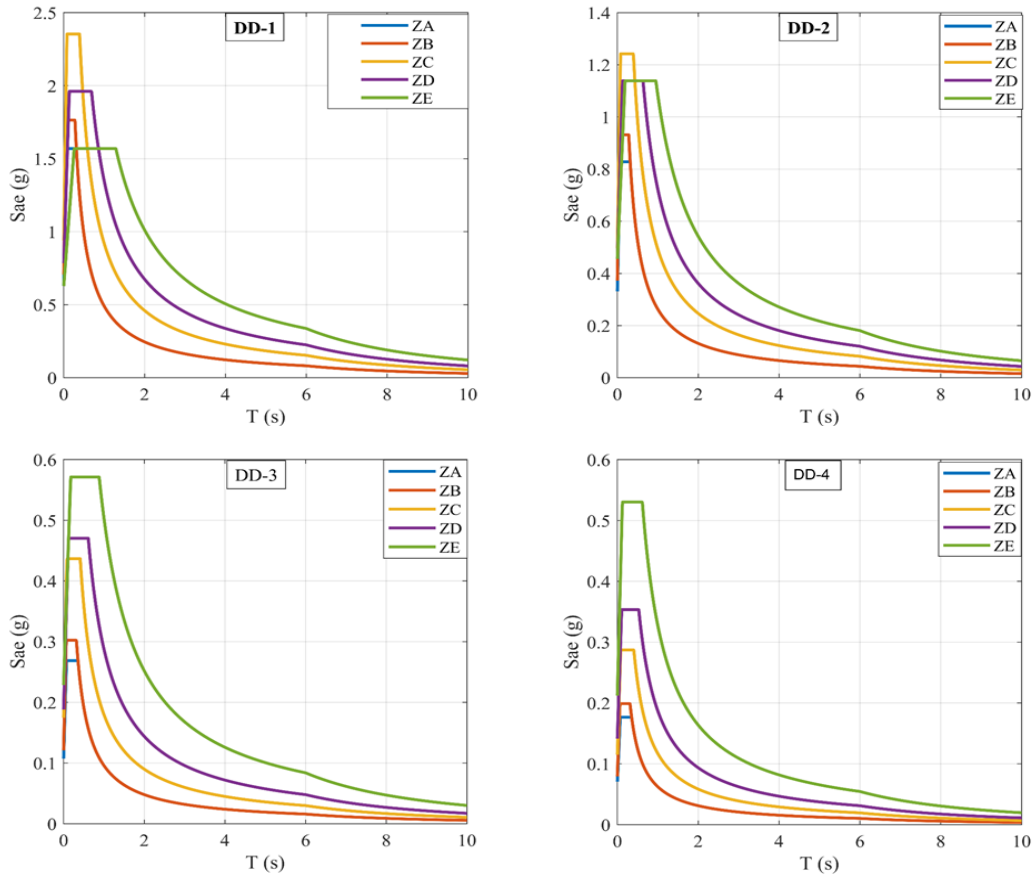 DD-1
ZA
ZB
ZC
ZD
ZE
2.5
2
1.5
1
0.5
0
Sae (g)
0 2 4 6 8 10
T (s)
DD-2
ZA
ZB
ZC
ZD
ZE
1.4
1.2
1
0.8
0.6
0.4
0.2
0
Sae (g)
0 2 4 6 8 10
T (s)
DD-3
ZA
ZB
ZC
ZD
ZE
0.6
0.5
0.4
0.3
0.2
0.1
0
Sae (g)
0 2 4 6 8 10
T (s)
DD-4
ZA
ZB
ZC
ZD
ZE
0.6
0.5
0.4
0.3
0.2
0.1
0
Sae (g)
0 2 4 6 8 10
T (s)